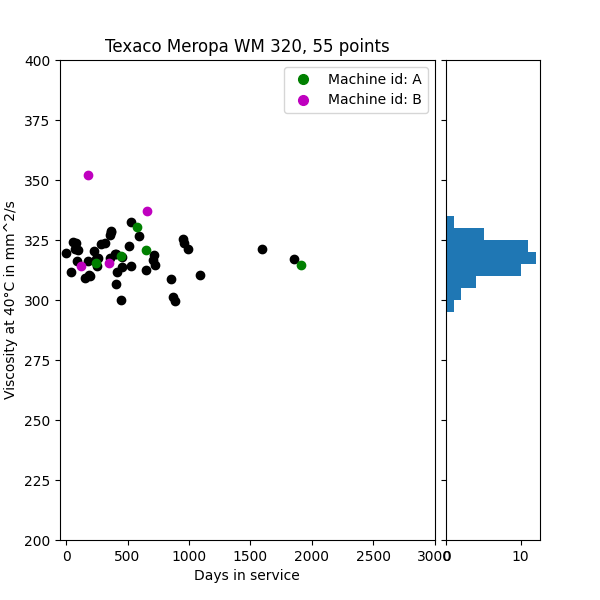 Texaco Meropa WM 320, 55 points
Machine id: A
Machine id: B
Viscosity at 40°C in mm^2/s
400
375
350
325
300
275
250
225
200
0 500 1000 1500 2000 2500 3000
0 10
Days in service